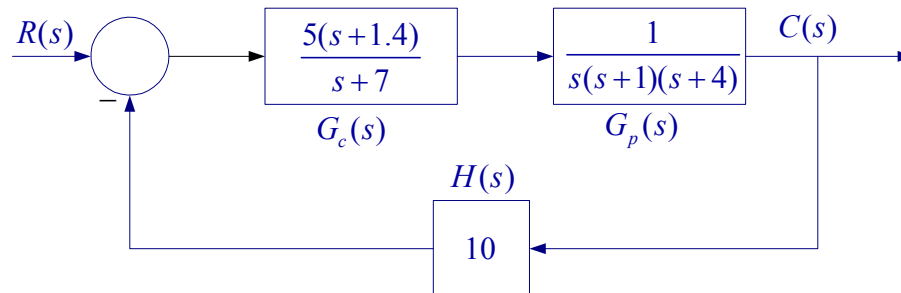 R(s)
−
5(s+1.4)
s+7
G_c(s)
1
s(s+1)(s+4)
G_p(s)
C(s)
H(s)
10